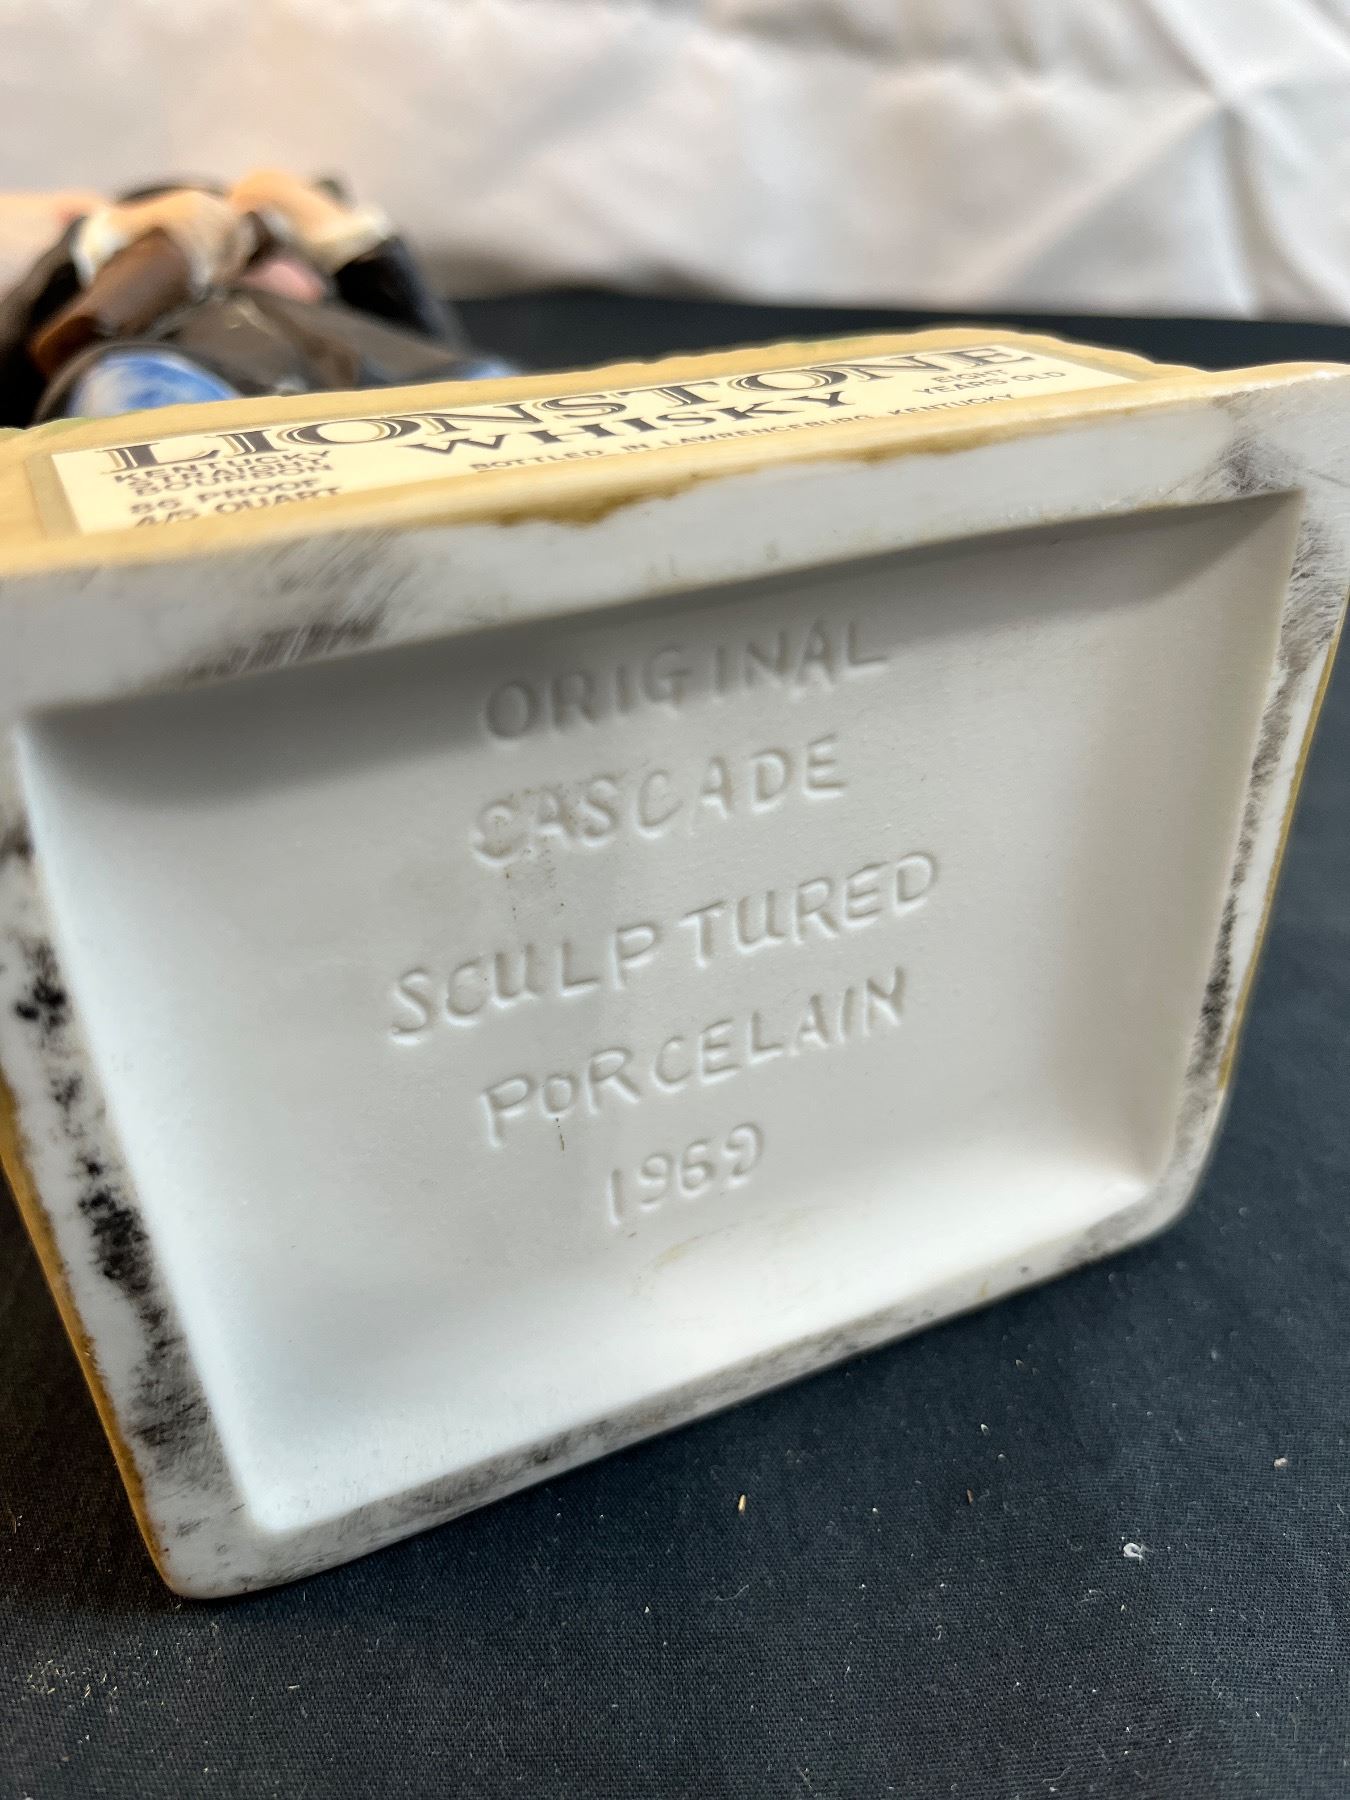 LIONSTONE
WHISKY
KENTUCKY
STRAIGHT
BOURBON
86 PROOF
4/5 QUART
BOTTLED IN LAWRENCEBURG, KENTUCKY
EIGHT
YEARS OLD
ORIGINAL
CASCADE
SCULPTURED
PORCELAIN
1969